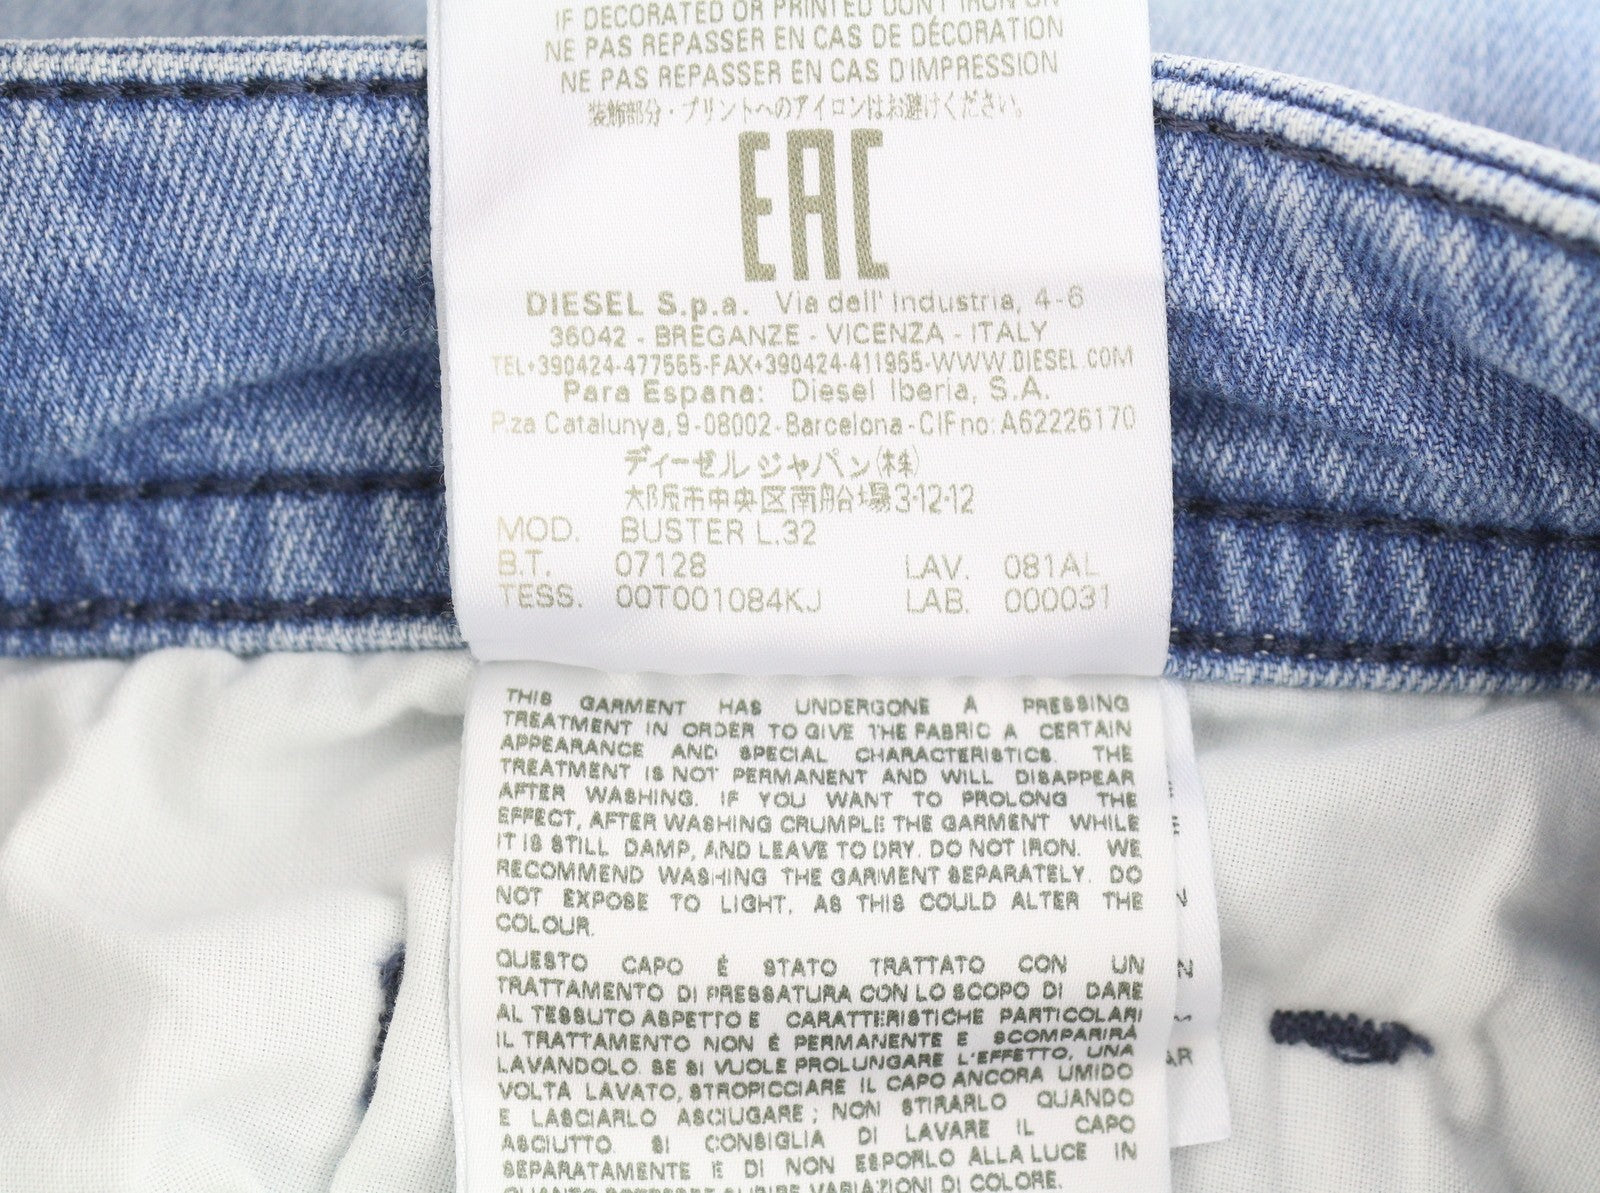 IF DECORATED OR PRINTED DON'T IRON ON
NE PAS REPASSER EN CAS DE DÉCORATION
NE PAS REPASSER EN CAS D'IMPRESSION
装飾部分・プリントへのアイロンはお避けください。
EAC
DIESEL S.p.a. Via dell' Industria, 4-6
36042 - BREGANZE - VICENZA - ITALY
TEL+390424-477555-FAX+390424-411955-WWW.DIESEL.COM
Para Espana: Diesel Iberia, S.A.
P.za Catalunya, 9-08002-Barcelona-CIF no: A62226170
ディーゼルジャパン(株)
大阪市中央区南船場3-12-12
MOD. BUSTER L.32
B.T. 07128 LAV. 081AL
TESS. 00T001084KJ LAB. 000031
THIS GARMENT HAS UNDERGONE A PRESSING
TREATMENT IN ORDER TO GIVE THE FABRIC A CERTAIN
APPEARANCE AND SPECIAL CHARACTERISTICS. THE
TREATMENT IS NOT PERMANENT AND WILL DISAPPEAR
AFTER WASHING. IF YOU WANT TO PROLONG THE
EFFECT, AFTER WASHING CRUMPLE THE GARMENT WHILE
IT IS STILL DAMP, AND LEAVE TO DRY. DO NOT IRON. WE
RECOMMEND WASHING THE GARMENT SEPARATELY. DO
NOT EXPOSE TO LIGHT, AS THIS COULD ALTER THE
COLOUR.
QUESTO CAPO É STATO TRATTATO CON UN
TRATTAMENTO DI PRESSATURA CON LO SCOPO DI DARE
AL TESSUTO ASPETTO E CARATTERISTICHE PARTICOLARI
IL TRATTAMENTO NON É PERMANENTE E SCOMPARIRÁ
LAVANDOLO. SE SI VUOLE PROLUNGARE L'EFFETTO, UNA
VOLTA LAVATO, STROPICCIARE IL CAPO ANCORA UMIDO
E LASCIARLO ASCIUGARE; NON STIRARLO QUANDO
ASCIUTTO. SI CONSIGLIA DI LAVARE IL CAPO
SEPARATAMENTE E DI NON ESPORLO ALLA LUCE IN
QUANTO POTREBBE SUBIRE VARIAZIONI DI COLORE.